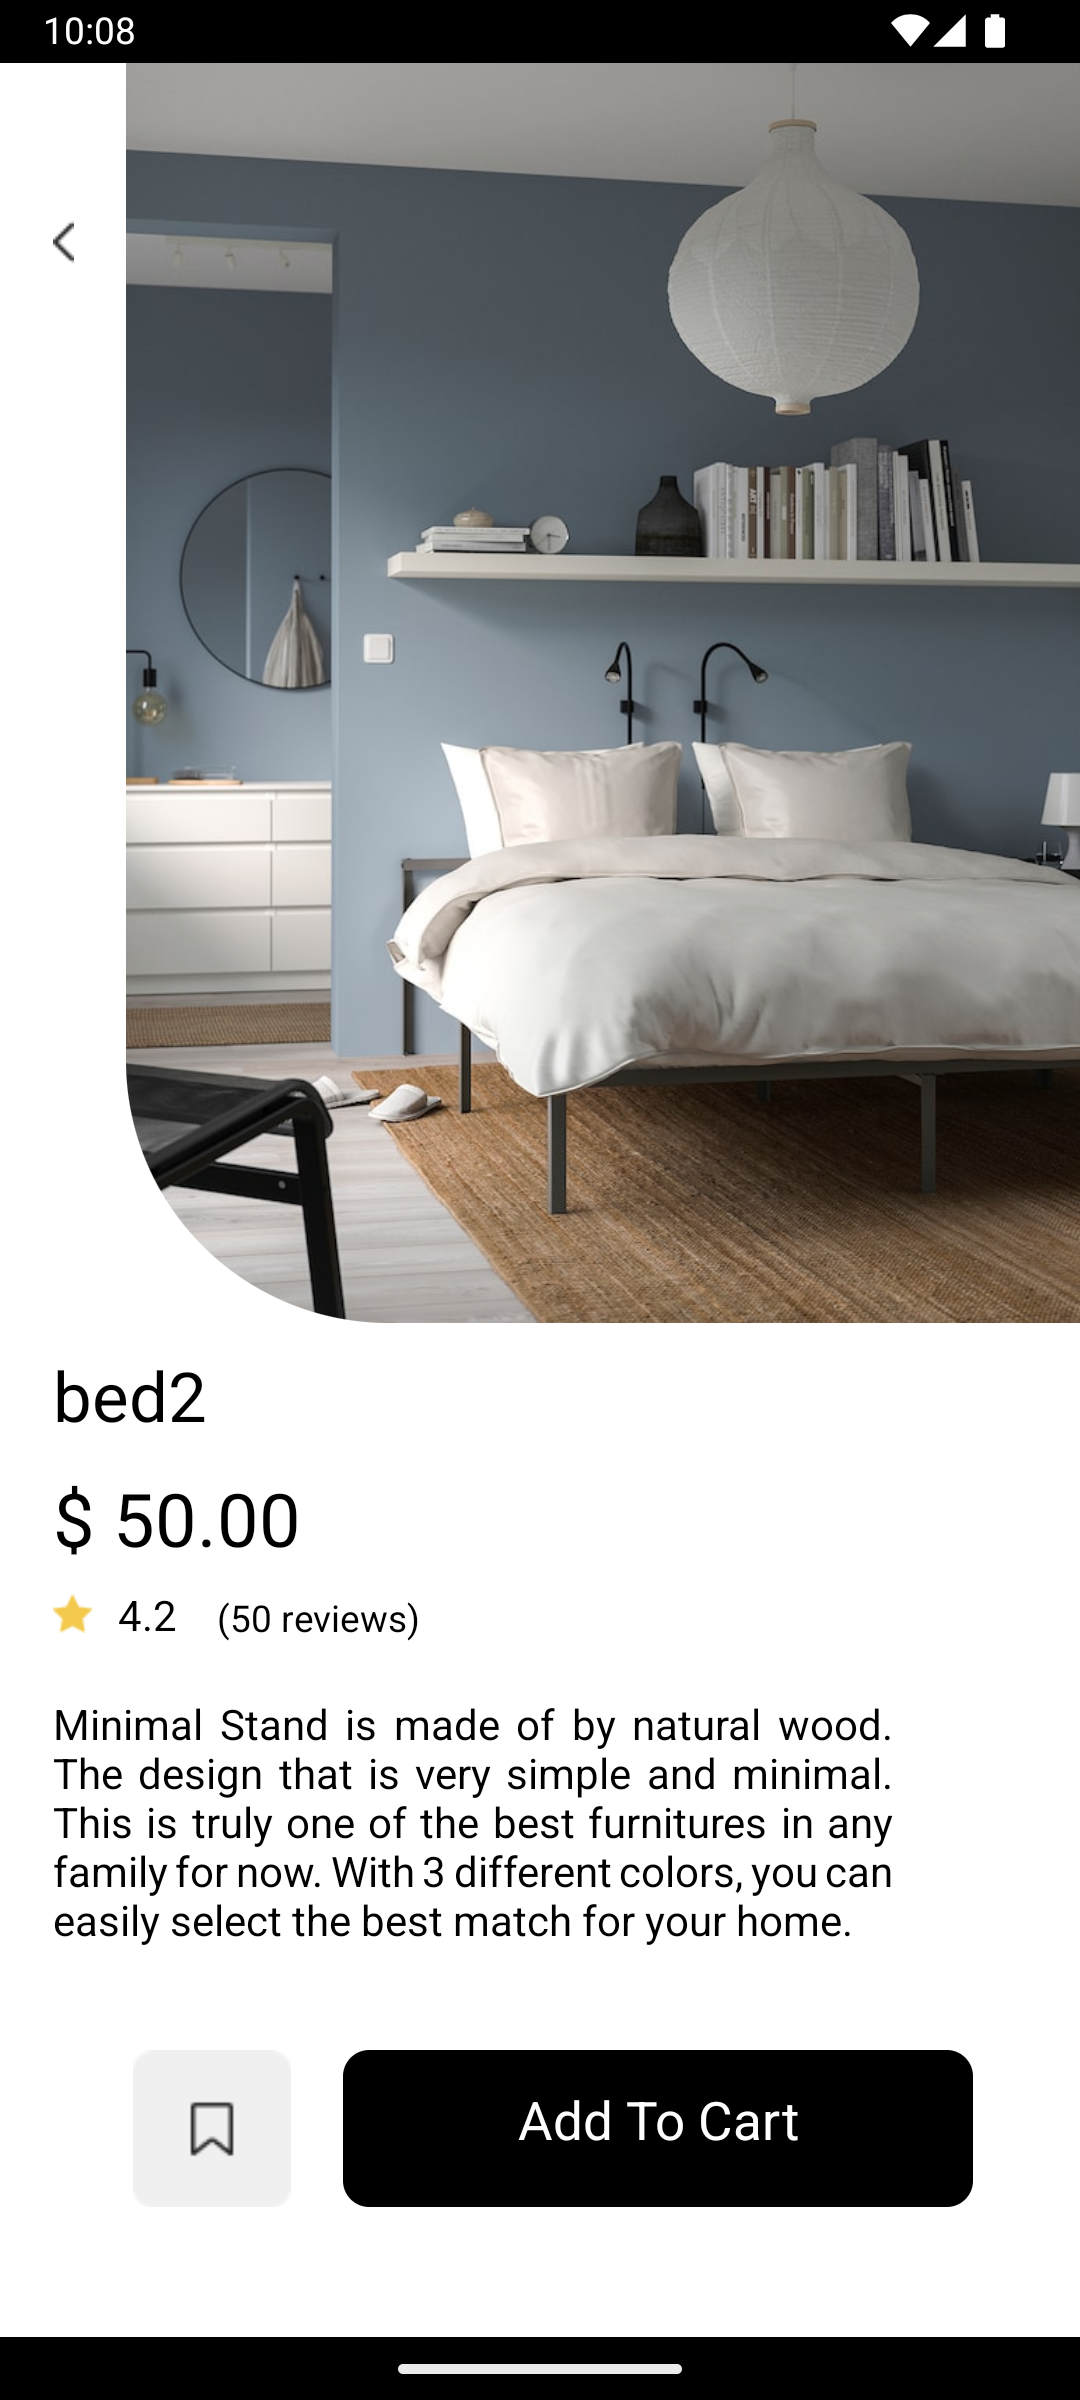 10:08
bed2
$ 50.00
4.2 (50 reviews)
Minimal Stand is made of by natural wood.
The design that is very simple and minimal.
This is truly one of the best furnitures in any
family for now. With 3 different colors, you can
easily select the best match for your home.
Add To Cart